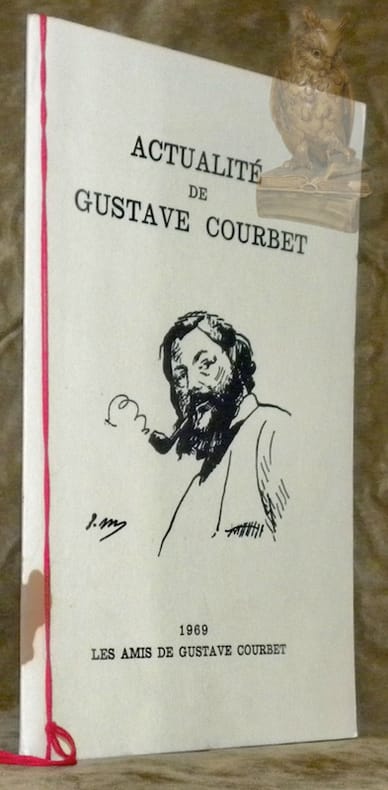 ACTUALITÉ
DE
GUSTAVE COURBET
1969
LES AMIS DE GUSTAVE COURBET